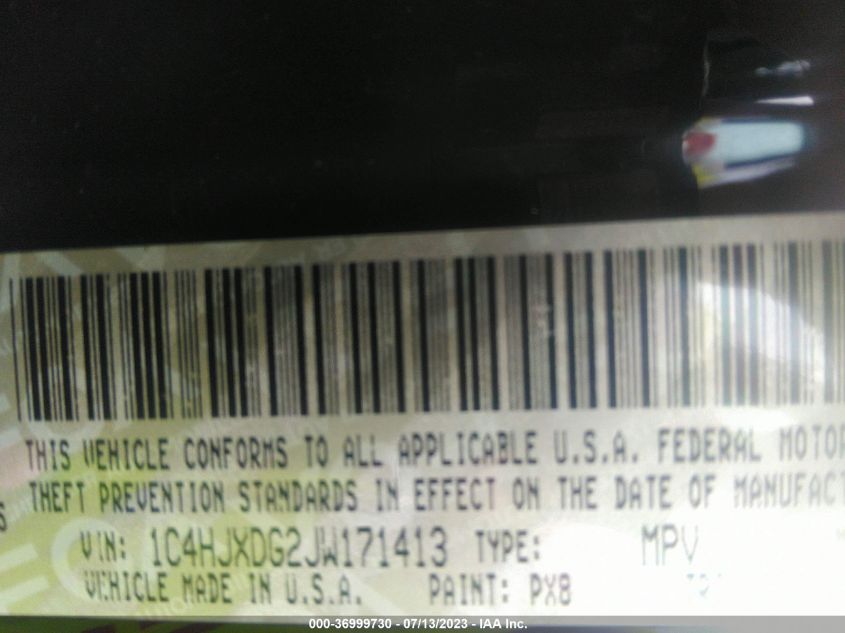 THIS VEHICLE CONFORMS TO ALL APPLICABLE U.S.A. FEDERAL MOTOR
THEFT PREVENTION STANDARDS IN EFFECT ON THE DATE OF MANUFACT
S
VIN: 1C4HJXDG2JW171413 TYPE: MPV
VEHICLE MADE IN U.S.A. PAINT: PX8
000-36999730 - 07/13/2023 - IAA Inc.